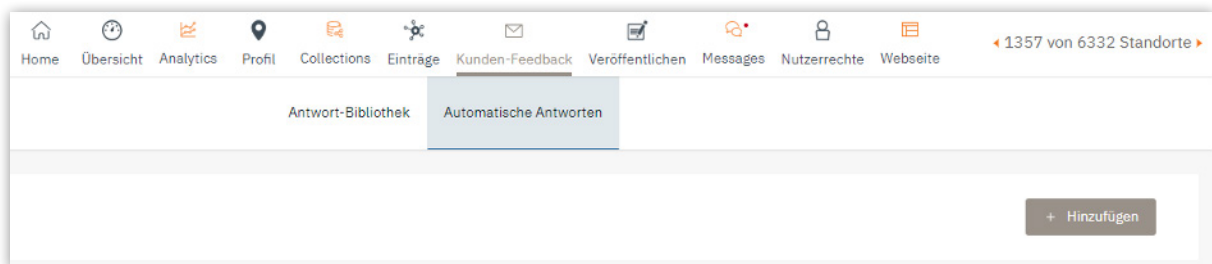 Home Übersicht Analytics Profil Collections Einträge Kunden-Feedback Veröffentlichen Messages Nutzerrechte Webseite 1357 von 6332 Standorte
Antwort-Bibliothek Automatische Antworten
+ Hinzufügen